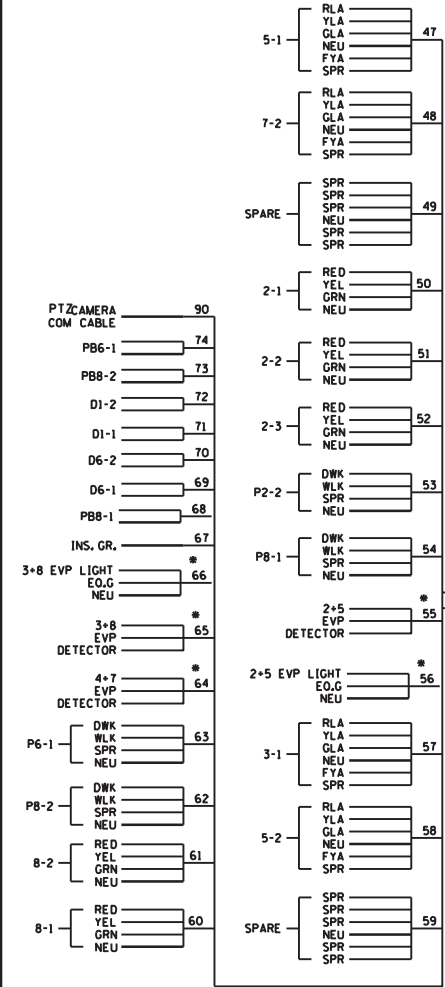 RLA
YLA
5-1 GLA 47
NEU
FYA
SPR
RLA
YLA
7-2 GLA 48
NEU
FYA
SPR
SPR
SPR
SPARE SPR 49
NEU
SPR
SPR
RED
2-1 YEL 50
GRN
NEU
RED
2-2 YEL 51
GRN
NEU
RED
2-3 YEL 52
GRN
NEU
DWK
P2-2 WLK 53
SPR
NEU
DWK
P8-1 WLK 54
SPR
NEU
2+5 *
EVP 55
DETECTOR
2+5 EVP LIGHT *
EQ.G 56
NEU
RLA
YLA
3-1 GLA 57
NEU
FYA
SPR
RLA
YLA
5-2 GLA 58
NEU
FYA
SPR
SPR
SPR
SPARE SPR 59
NEU
SPR
SPR
PTZCAMERA 90
COM CABLE
PB6-1 74
PB8-2 73
D1-2 72
D1-1 71
D6-2 70
D6-1 69
PB8-1 68
INS. GR. 67
3+8 EVP LIGHT *
EQ.G 66
NEU
3+8 *
EVP 65
DETECTOR
4+7 *
EVP 64
DETECTOR
DWK
P6-1 WLK 63
SPR
NEU
DWK
P8-2 WLK 62
SPR
NEU
RED
8-2 YEL 61
GRN
NEU
RED
8-1 YEL 60
GRN
NEU